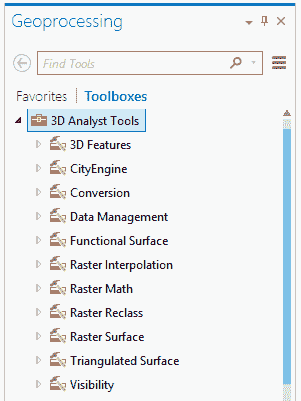 Geoprocessing
Find Tools
Favorites Toolboxes
3D Analyst Tools
3D Features
CityEngine
Conversion
Data Management
Functional Surface
Raster Interpolation
Raster Math
Raster Reclass
Raster Surface
Triangulated Surface
Visibility